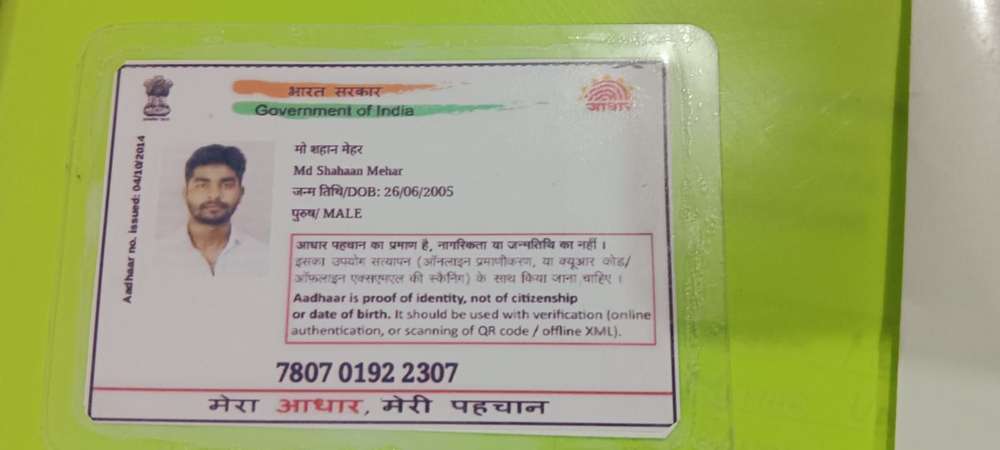 भारत सरकार
Government of India
आधार
Aadhaar no. issued: 04/10/2014
मो शहान मेहर
Md Shahaan Mehar
जन्म तिथि/DOB: 26/06/2005
पुरुष/ MALE
आधार पहचान का प्रमाण है, नागरिकता या जन्मतिथि का नहीं ।
इसका उपयोग सत्यापन (ऑनलाइन प्रमाणीकरण, या क्यूआर कोड/
ऑफ़लाइन एक्सएमएल की स्कैनिंग) के साथ किया जाना चाहिए ।
Aadhaar is proof of identity, not of citizenship
or date of birth. It should be used with verification (online
authentication, or scanning of QR code / offline XML).
7807 0192 2307
मेरा आधार, मेरी पहचान